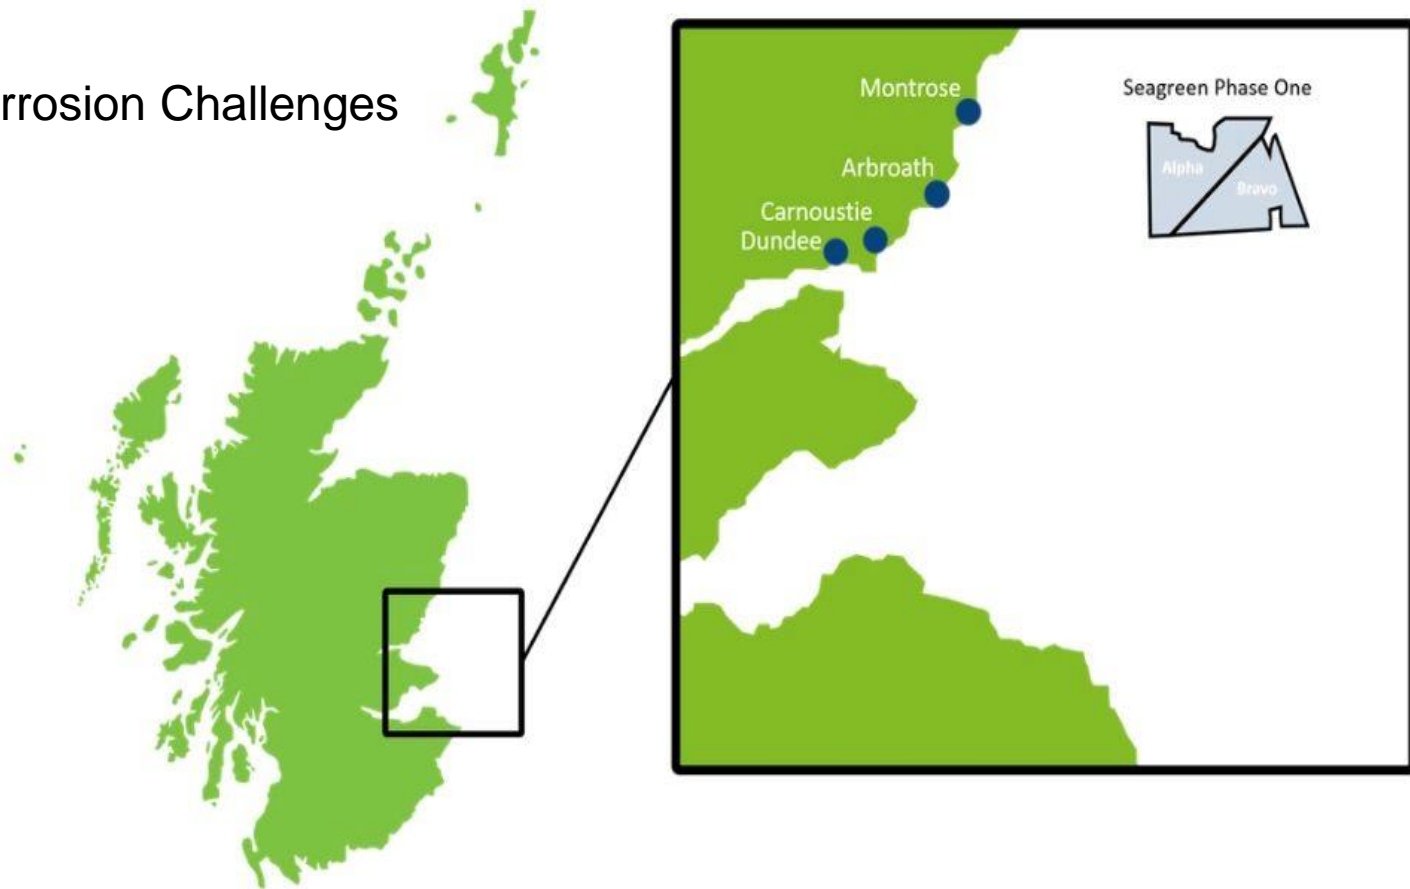 rrosion Challenges
Montrose
Seagreen Phase One
Arbroath
Alpha
Bravo
Carnoustie
Dundee